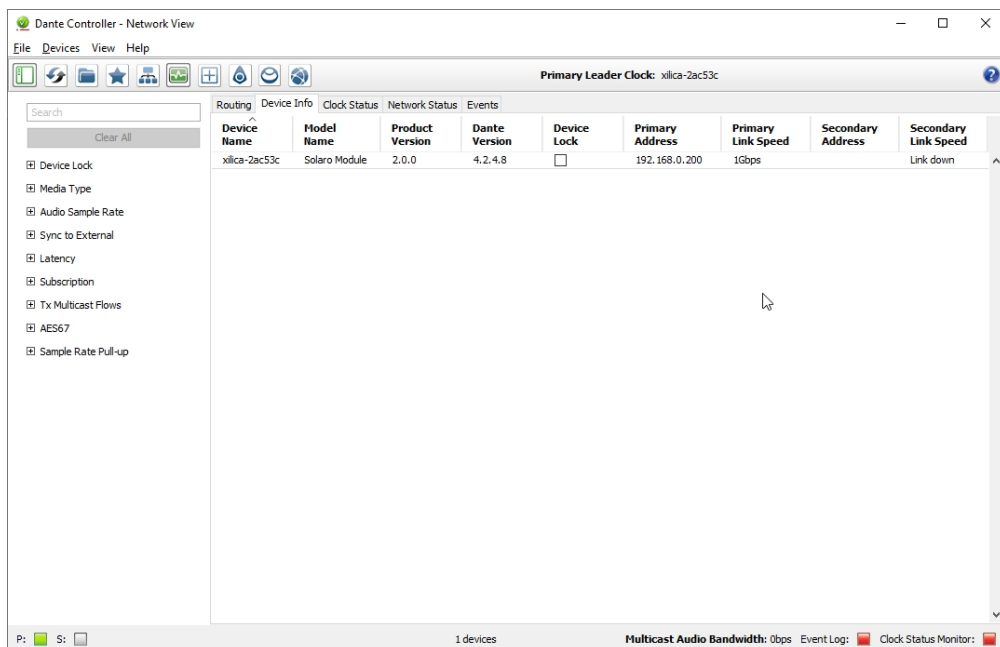 Dante Controller - Network View
File Devices View Help
Primary Leader Clock: xilica-2ac53c
Search
Clear All
Device Lock
Media Type
Audio Sample Rate
Sync to External
Latency
Subscription
Tx Multicast Flows
AES67
Sample Rate Pull-up
Routing Device Info Clock Status Network Status Events
Device Name Model Name Product Version Dante Version Device Lock Primary Address Primary Link Speed Secondary Address Secondary Link Speed
xilica-2ac53c Solaro Module 2.0.0 4.2.4.8 192.168.0.200 1Gbps Link down
P: S: 1 devices Multicast Audio Bandwidth: 0bps Event Log: Clock Status Monitor: